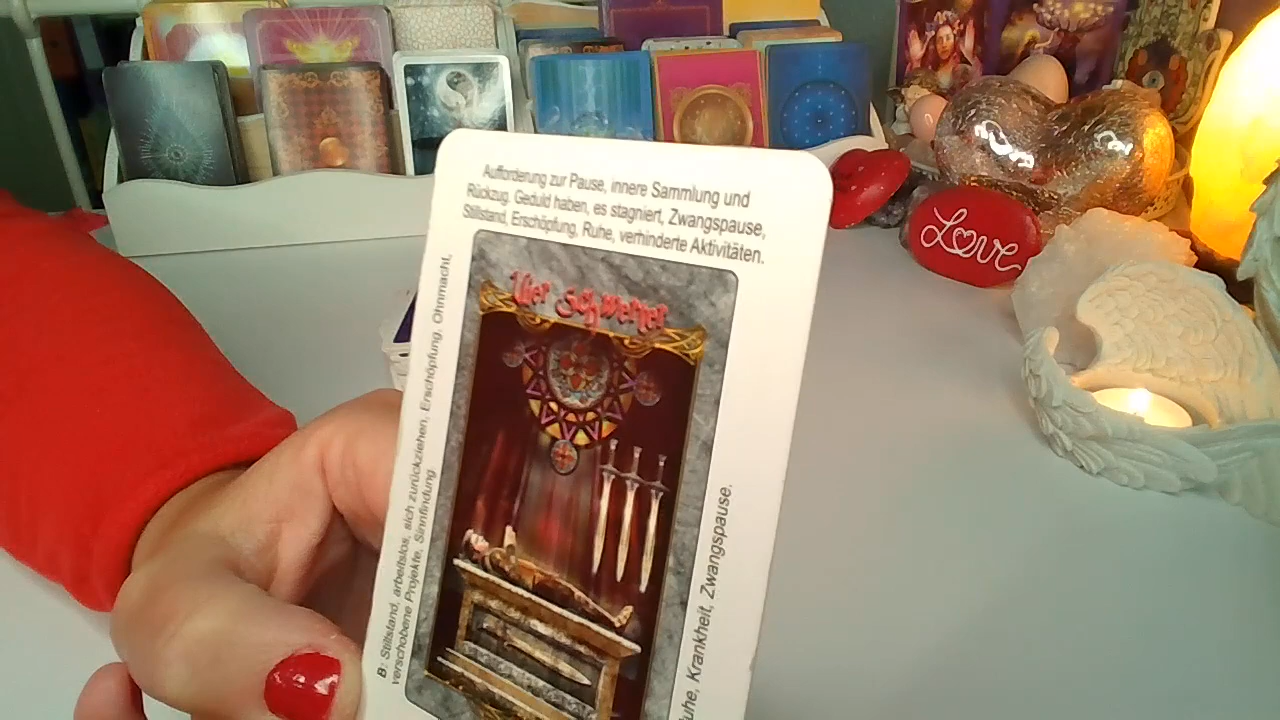 Aufforderung zur Pause, innere Sammlung und
Rückzug. Geduld haben, es stagniert, Zwangspause,
Stillstand, Erschöpfung, Ruhe, verhinderte Aktivitäten.
Vier Schwerter
B: Stillstand, arbeitslos, sich zurückziehen, Erschöpfung, Ohnmacht,
verschobene Projekte, Sinnfindung
Krankheit, Zwangspause.
Love